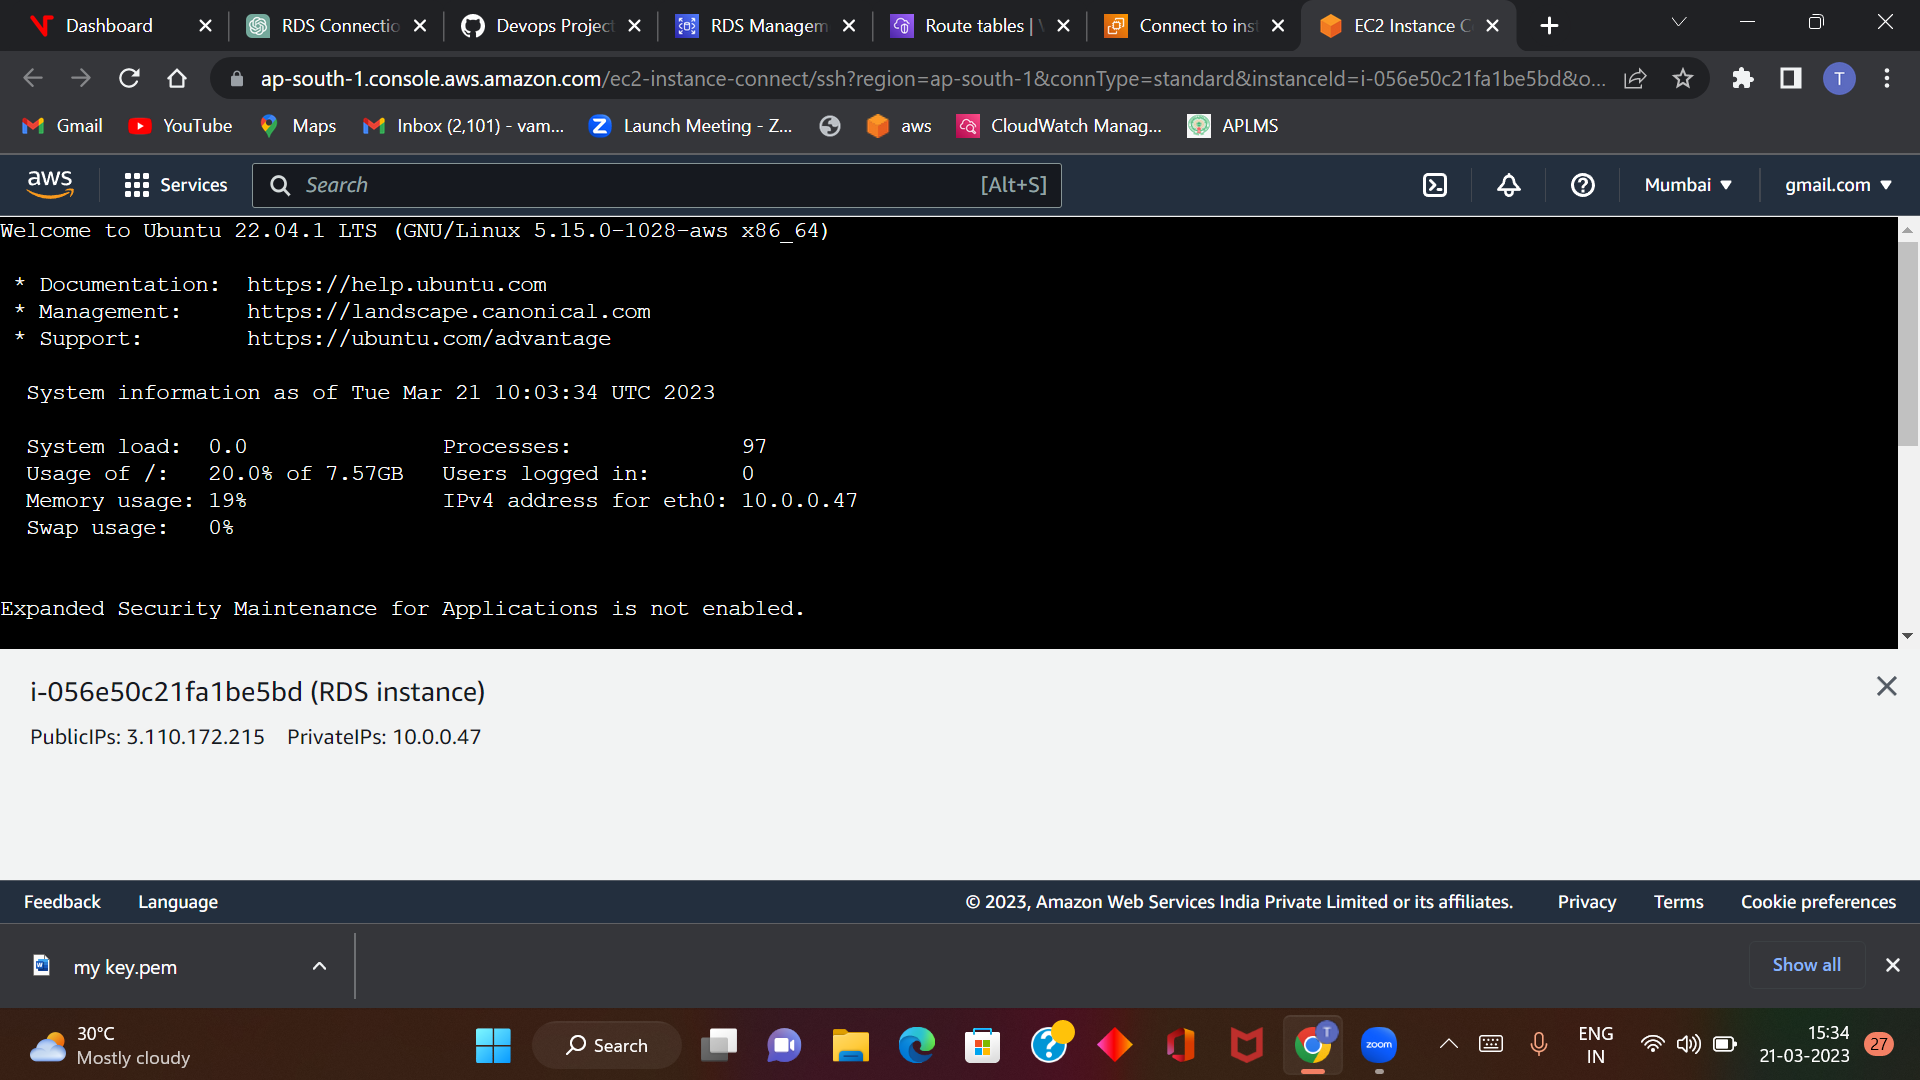 Dashboard
RDS Connectio
Devops Project
RDS Managem
Route tables |
Connect to inst
EC2 Instance C
ap-south-1.console.aws.amazon.com/ec2-instance-connect/ssh?region=ap-south-1&connType=standard&instanceId=i-056e50c21fa1be5bd&o...
T
Gmail
YouTube
Maps
Inbox (2,101) - vam...
Launch Meeting - Z...
aws
CloudWatch Manag...
APLMS
aws
Services
Search
[Alt+S]
Mumbai
gmail.com
Welcome to Ubuntu 22.04.1 LTS (GNU/Linux 5.15.0-1028-aws x86_64)
* Documentation: https://help.ubuntu.com
* Management: https://landscape.canonical.com
* Support: https://ubuntu.com/advantage
System information as of Tue Mar 21 10:03:34 UTC 2023
System load: 0.0 Processes: 97
Usage of /: 20.0% of 7.57GB Users logged in: 0
Memory usage: 19% IPv4 address for eth0: 10.0.0.47
Swap usage: 0%
Expanded Security Maintenance for Applications is not enabled.
i-056e50c21fa1be5bd (RDS instance)
PublicIPs: 3.110.172.215 PrivateIPs: 10.0.0.47
Feedback
Language
© 2023, Amazon Web Services India Private Limited or its affiliates.
Privacy
Terms
Cookie preferences
my key.pem
Show all
30°C
Mostly cloudy
Search
T
zoom
ENG
IN
15:34
21-03-2023
27